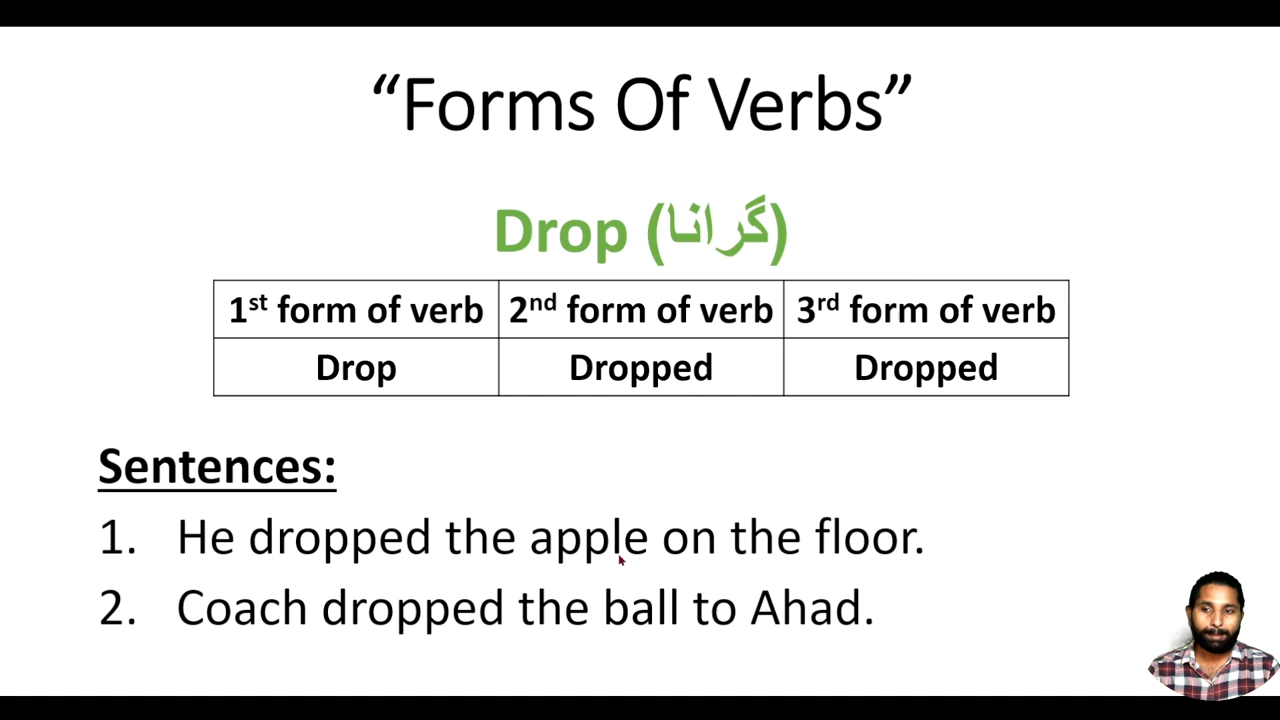 “Forms Of Verbs”
Drop (گرانا)
1st form of verb 2nd form of verb 3rd form of verb
Drop Dropped Dropped
Sentences:
1. He dropped the apple on the floor.
2. Coach dropped the ball to Ahad.